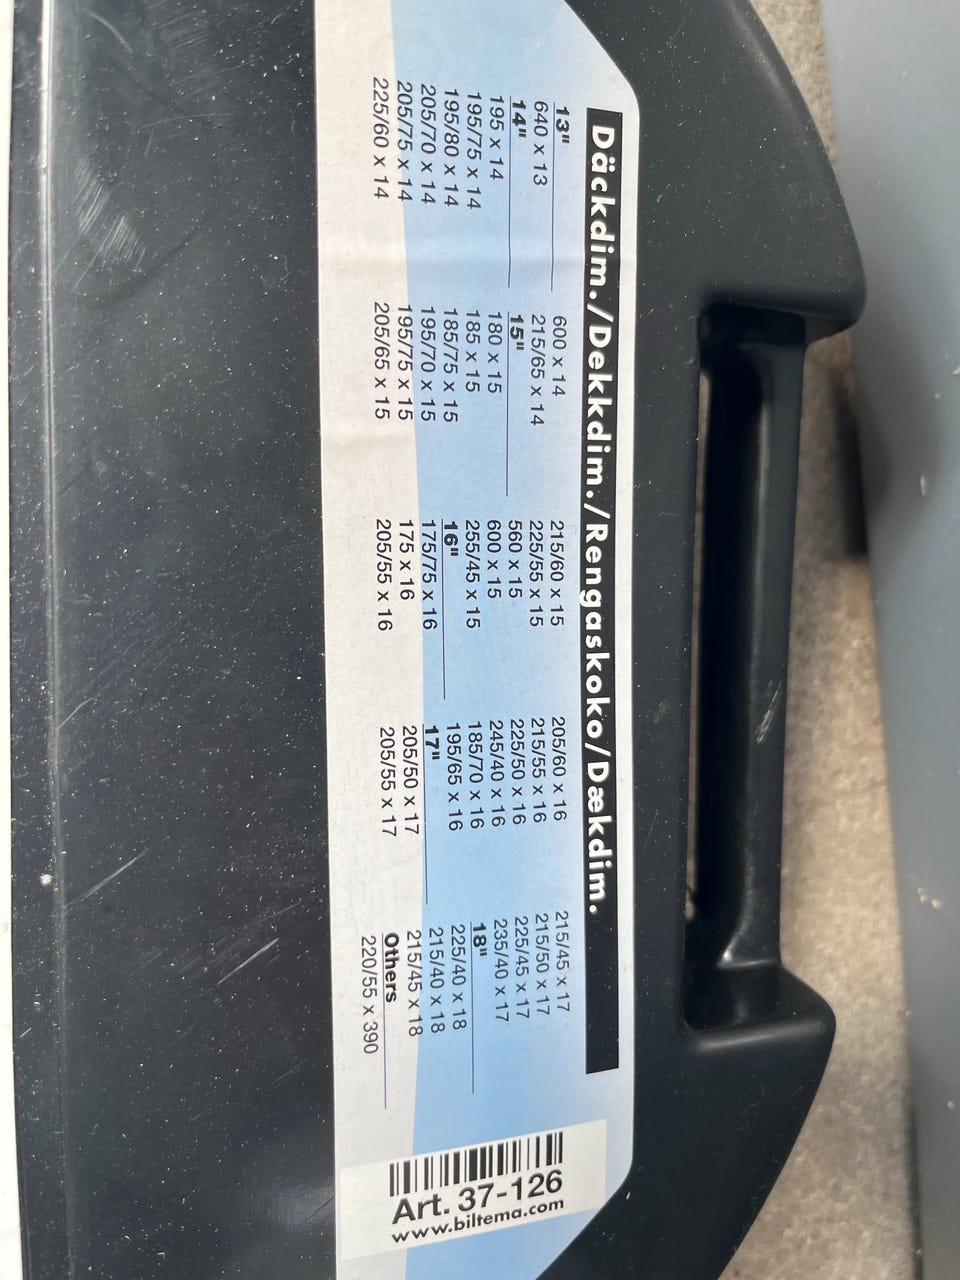 Däckdim./Dekkdim./Rengaskoko/Dækdim.
13"
640 x 13
14"
195 x 14
195/75 x 14
195/80 x 14
205/70 x 14
205/75 x 14
225/60 x 14
600 x 14
215/65 x 14
15"
180 x 15
185 x 15
185/75 x 15
195/70 x 15
195/75 x 15
205/65 x 15
215/60 x 15
225/55 x 15
560 x 15
600 x 15
255/45 x 15
16"
175/75 x 16
175 x 16
205/55 x 16
205/60 x 16
215/55 x 16
225/50 x 16
245/40 x 16
185/70 x 16
195/65 x 16
17"
205/50 x 17
205/55 x 17
215/45 x 17
215/50 x 17
225/45 x 17
235/40 x 17
18"
225/40 x 18
215/40 x 18
215/45 x 18
Others
220/55 x 390
Art. 37-126
www.biltema.com